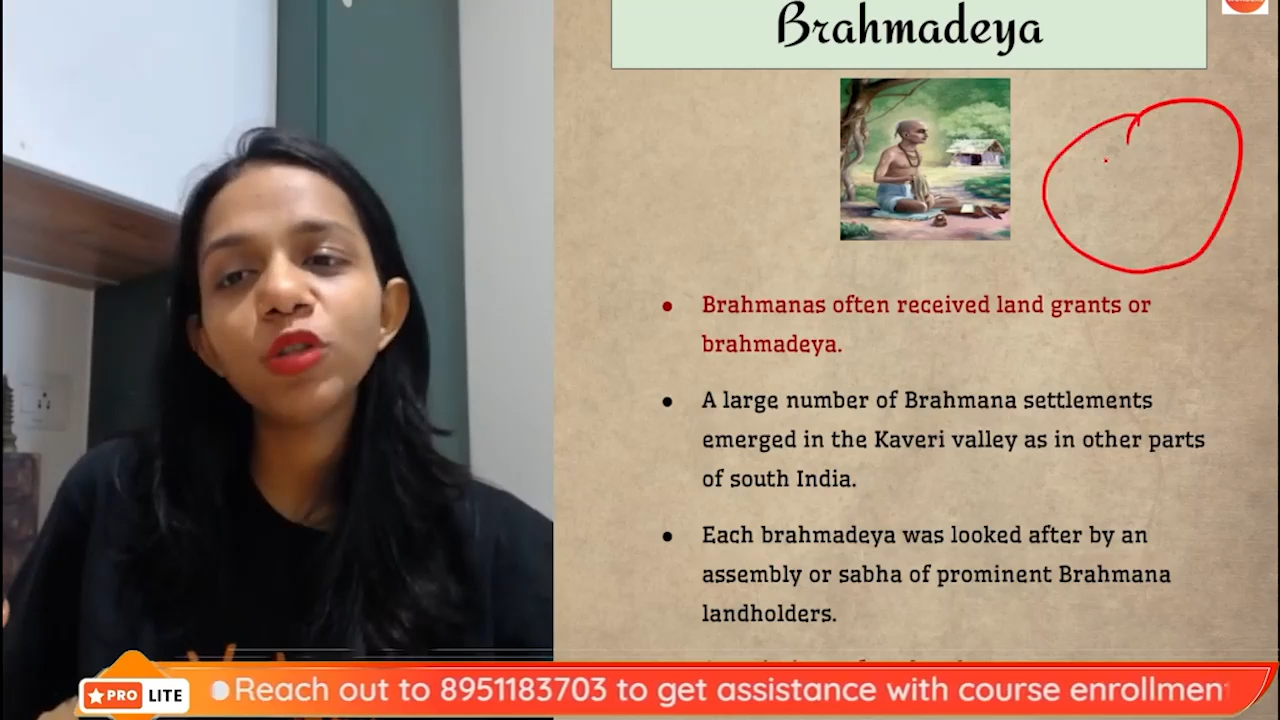 Brahmadeya
Brahmanas often received land grants or
brahmadeya.
A large number of Brahmana settlements
emerged in the Kaveri valley as in other parts
of south India.
Each brahmadeya was looked after by an
assembly or sabha of prominent Brahmana
landholders.
PRO LITE
Reach out to 8951183703 to get assistance with course enrollmen